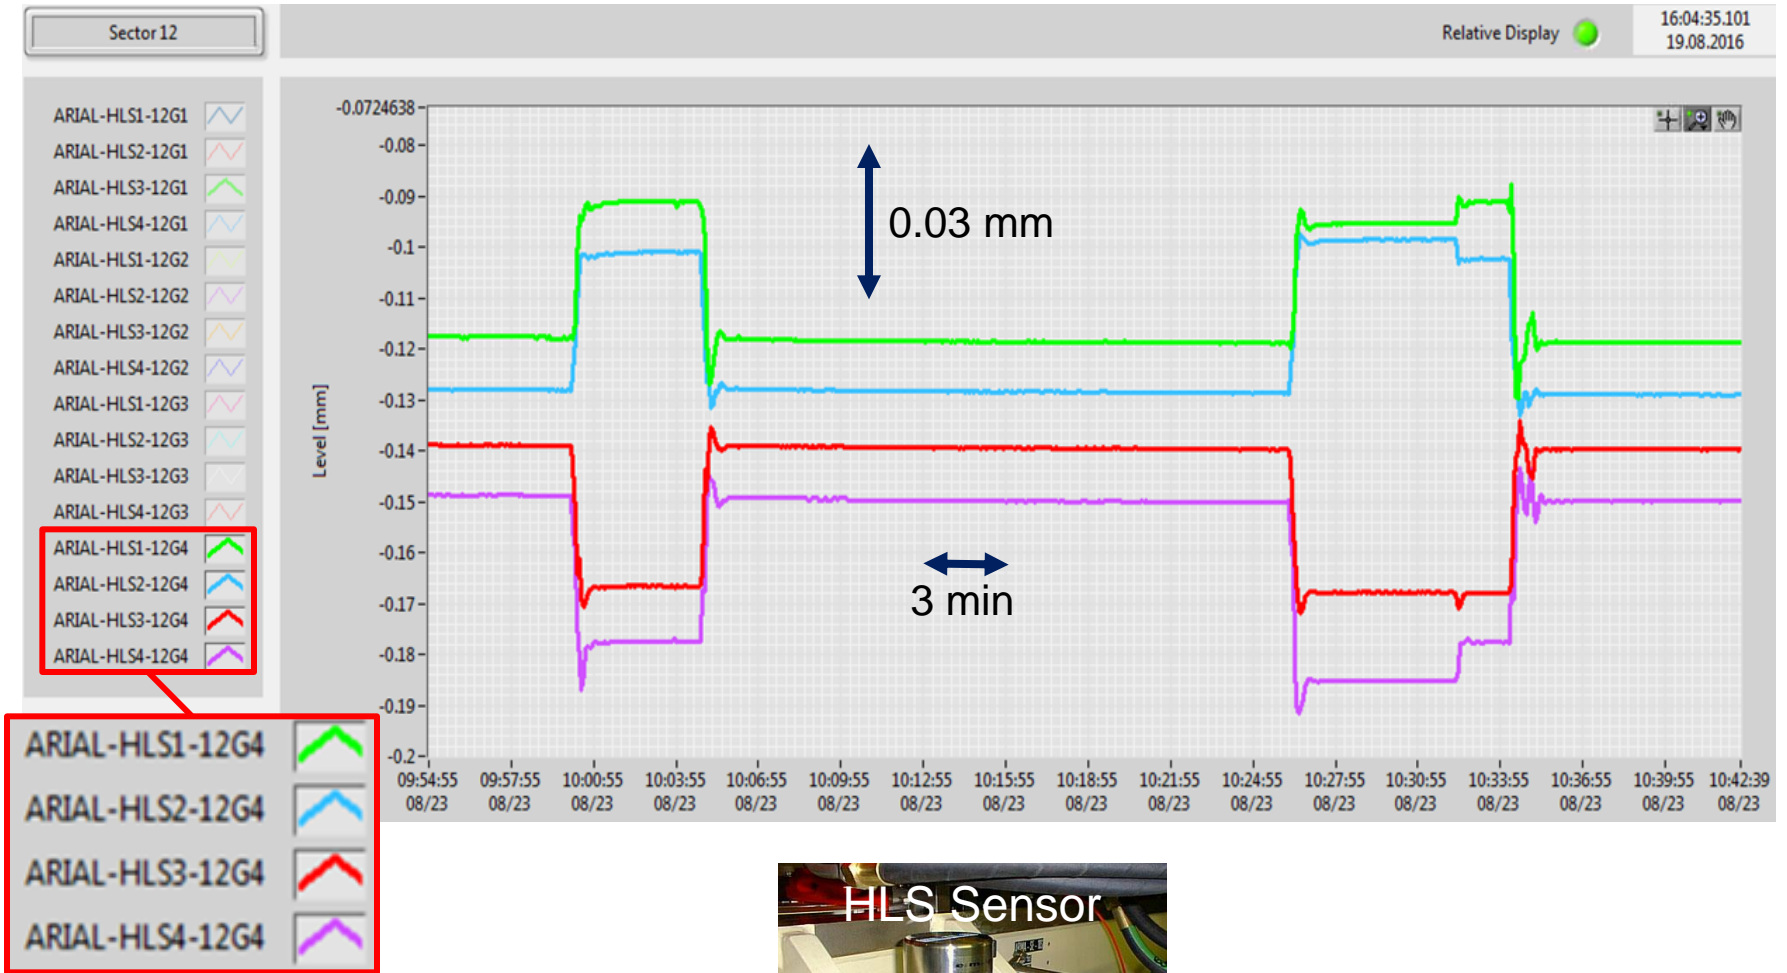 Sector 12
Relative Display
16:04:35.101
19.08.2016
ARIAL-HLS1-12G1
ARIAL-HLS2-12G1
ARIAL-HLS3-12G1
ARIAL-HLS4-12G1
ARIAL-HLS1-12G2
ARIAL-HLS2-12G2
ARIAL-HLS3-12G2
ARIAL-HLS4-12G2
ARIAL-HLS1-12G3
ARIAL-HLS2-12G3
ARIAL-HLS3-12G3
ARIAL-HLS4-12G3
ARIAL-HLS1-12G4
ARIAL-HLS2-12G4
ARIAL-HLS3-12G4
ARIAL-HLS4-12G4
ARIAL-HLS1-12G4
ARIAL-HLS2-12G4
ARIAL-HLS3-12G4
ARIAL-HLS4-12G4
Level [mm]
-0.0724638
-0.08
-0.09
-0.1
-0.11
-0.12
-0.13
-0.14
-0.15
-0.16
-0.17
-0.18
-0.19
-0.2
0.03 mm
3 min
09:54:55 09:57:55 10:00:55 10:03:55 10:06:55 10:09:55 10:12:55 10:15:55 10:18:55 10:21:55 10:24:55 10:27:55 10:30:55 10:33:55 10:36:55 10:39:55 10:42:39
08/23 08/23 08/23 08/23 08/23 08/23 08/23 08/23 08/23 08/23 08/23 08/23 08/23 08/23 08/23 08/23 08/23
HLS Sensor